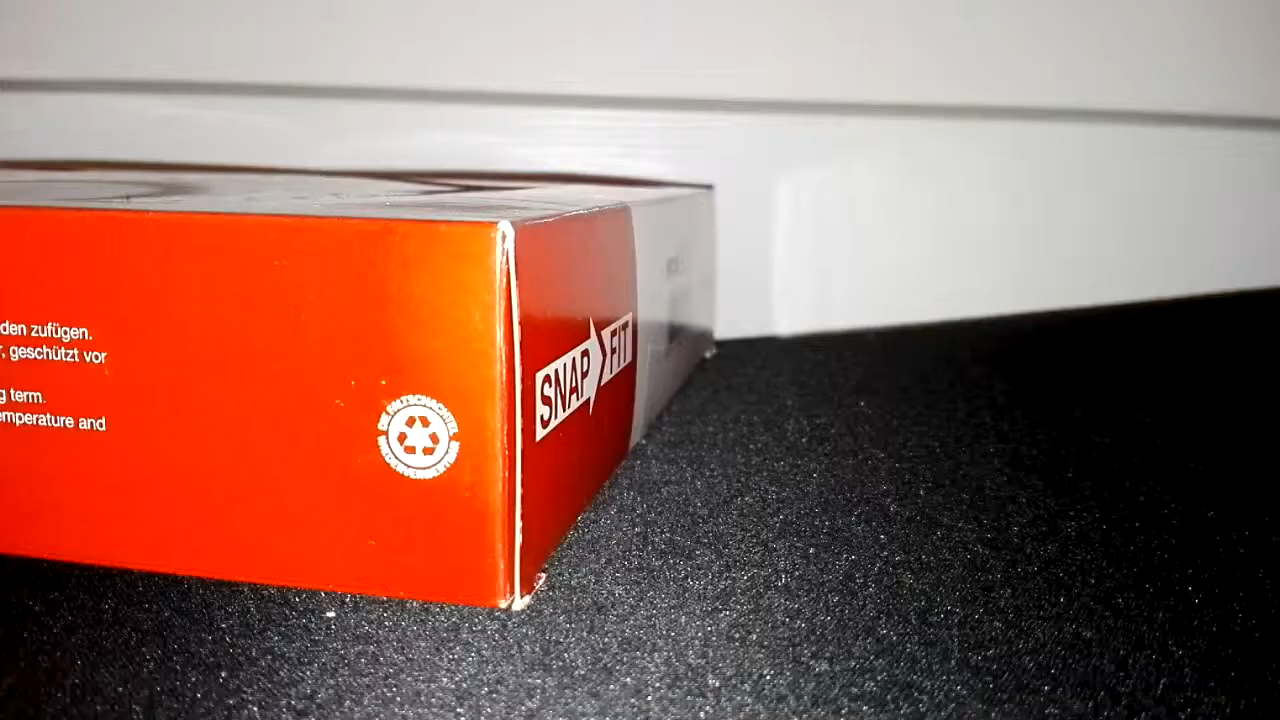 den zufügen.
, geschützt vor
g term.
emperature and
SNAP FIT